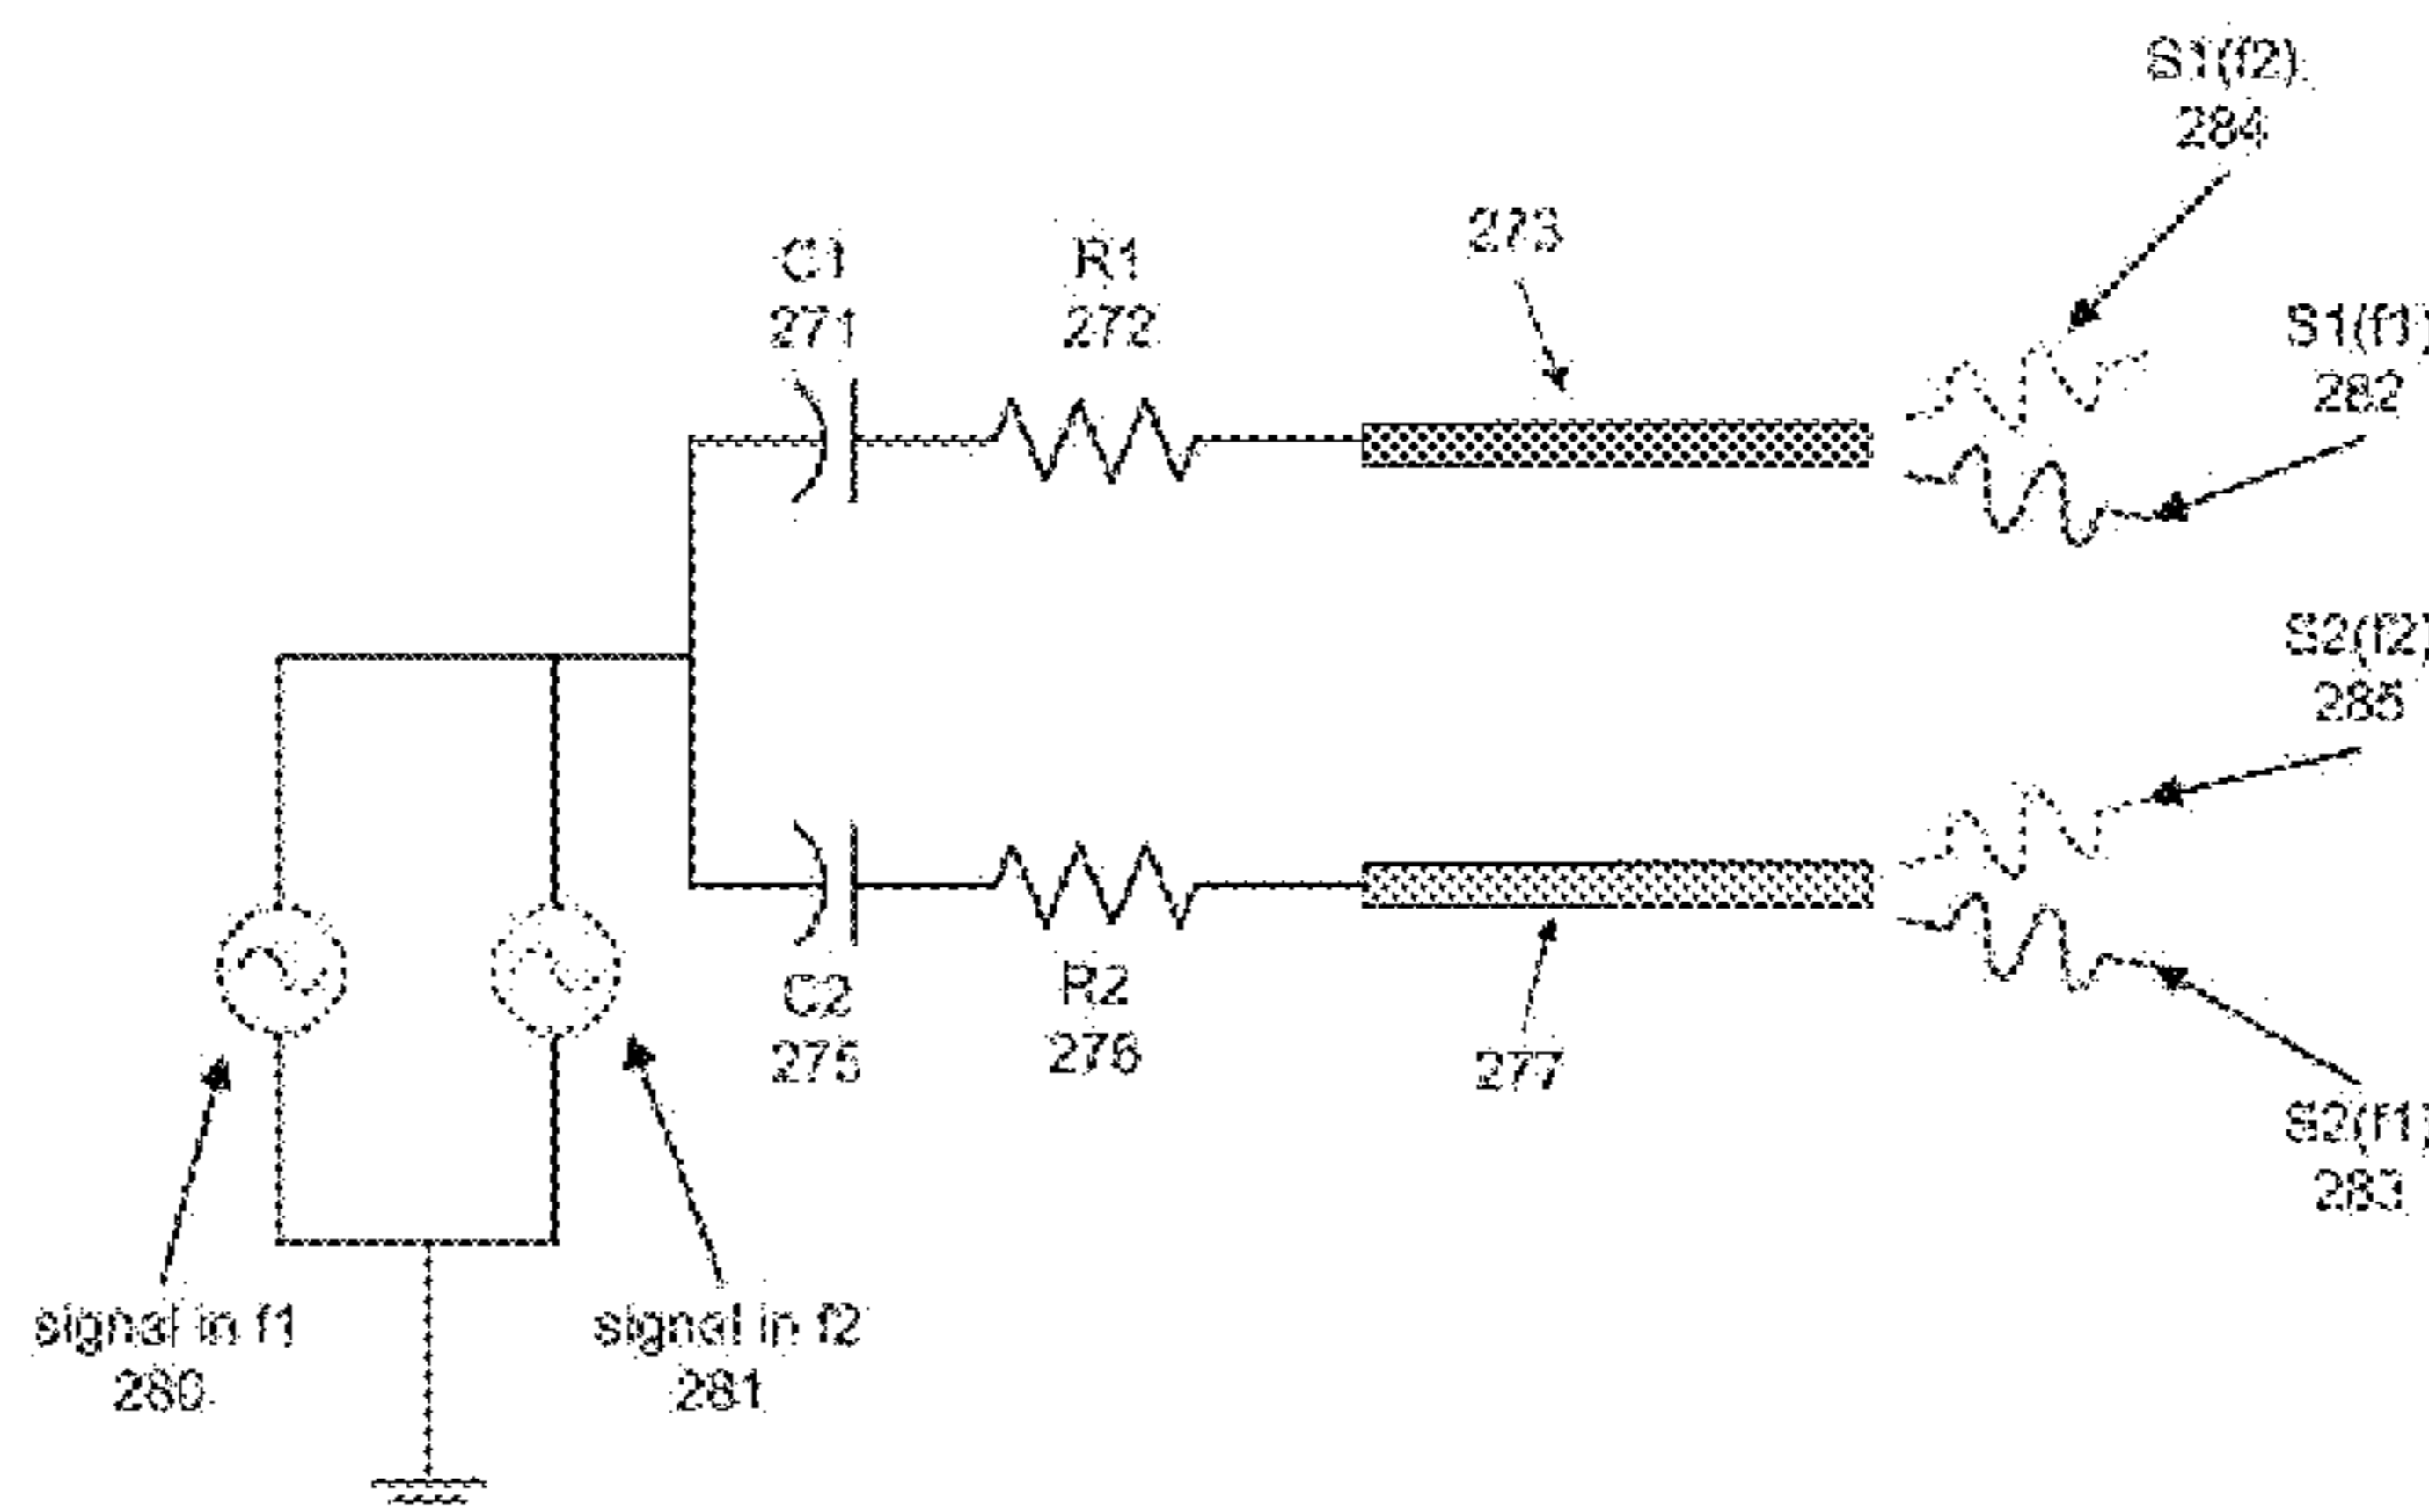 S1(f2)
284
C1
271
R1
272
273
S1(f1)
282
S2(f2)
285
C2
275
R2
276
277
S2(f1)
283
signal in f1
280
signal in f2
281